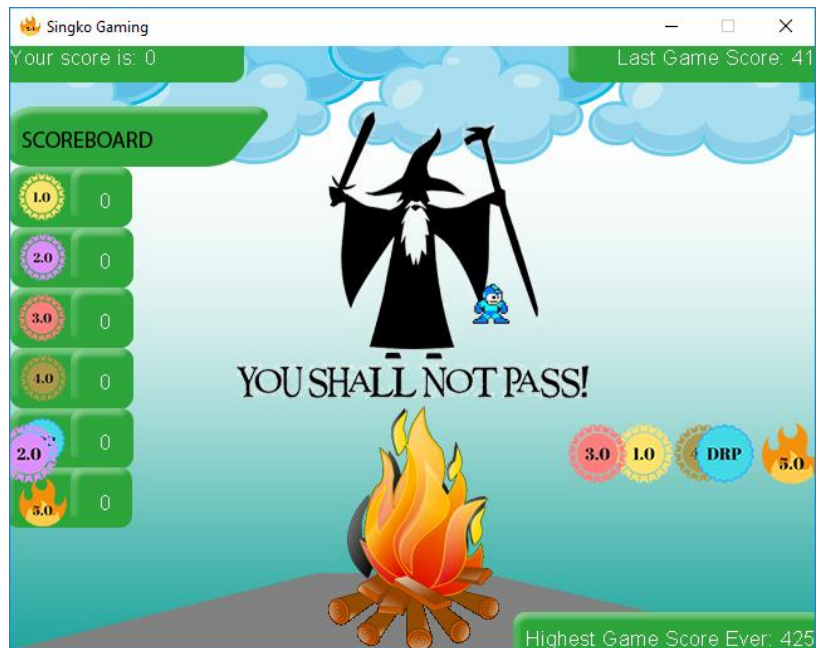 Singko Gaming
Your score is: 0
Last Game Score: 41
SCOREBOARD
1.0 0
2.0 0
3.0 0
4.0 0
2.0 0
5.0 0
YOU SHALL NOT PASS!
3.0 1.0 4 DRP 5.0
Highest Game Score Ever: 425